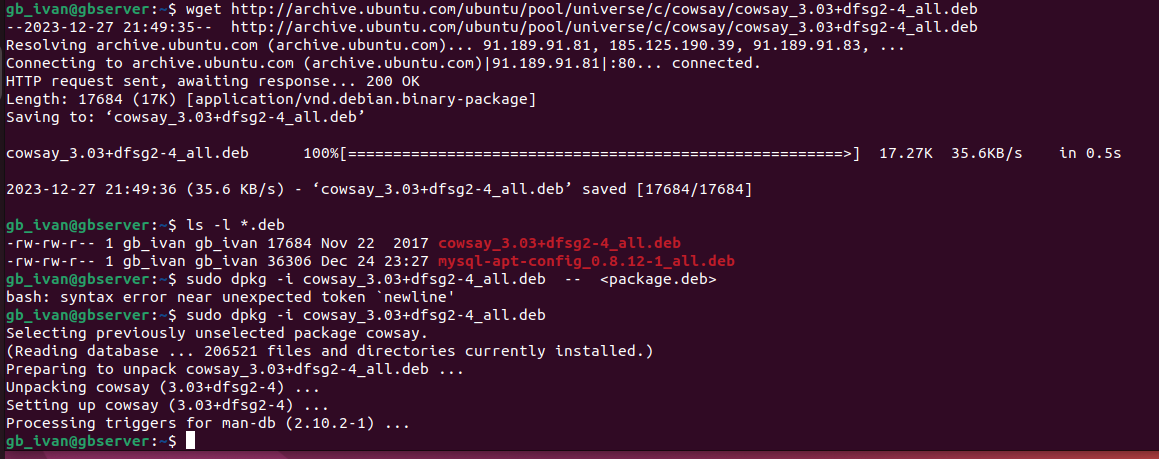 gb_ivan@gbserver:~$ wget http://archive.ubuntu.com/ubuntu/pool/universe/c/cowsay/cowsay_3.03+dfsg2-4_all.deb
--2023-12-27 21:49:35--  http://archive.ubuntu.com/ubuntu/pool/universe/c/cowsay/cowsay_3.03+dfsg2-4_all.deb
Resolving archive.ubuntu.com (archive.ubuntu.com)... 91.189.91.81, 185.125.190.39, 91.189.91.83, ...
Connecting to archive.ubuntu.com (archive.ubuntu.com)|91.189.91.81|:80... connected.
HTTP request sent, awaiting response... 200 OK
Length: 17684 (17K) [application/vnd.debian.binary-package]
Saving to: ‘cowsay_3.03+dfsg2-4_all.deb’
cowsay_3.03+dfsg2-4_all.deb      100%[=======================================================>]  17.27K  35.6KB/s    in 0.5s
2023-12-27 21:49:36 (35.6 KB/s) - ‘cowsay_3.03+dfsg2-4_all.deb’ saved [17684/17684]
gb_ivan@gbserver:~$ ls -l *.deb
-rw-rw-r-- 1 gb_ivan gb_ivan 17684 Nov 22  2017 cowsay_3.03+dfsg2-4_all.deb
-rw-rw-r-- 1 gb_ivan gb_ivan 36306 Dec 24 23:27 mysql-apt-config_0.8.12-1_all.deb
gb_ivan@gbserver:~$ sudo dpkg -i cowsay_3.03+dfsg2-4_all.deb  --  <package.deb>
bash: syntax error near unexpected token `newline'
gb_ivan@gbserver:~$ sudo dpkg -i cowsay_3.03+dfsg2-4_all.deb
Selecting previously unselected package cowsay.
(Reading database ... 206521 files and directories currently installed.)
Preparing to unpack cowsay_3.03+dfsg2-4_all.deb ...
Unpacking cowsay (3.03+dfsg2-4) ...
Setting up cowsay (3.03+dfsg2-4) ...
Processing triggers for man-db (2.10.2-1) ...
gb_ivan@gbserver:~$